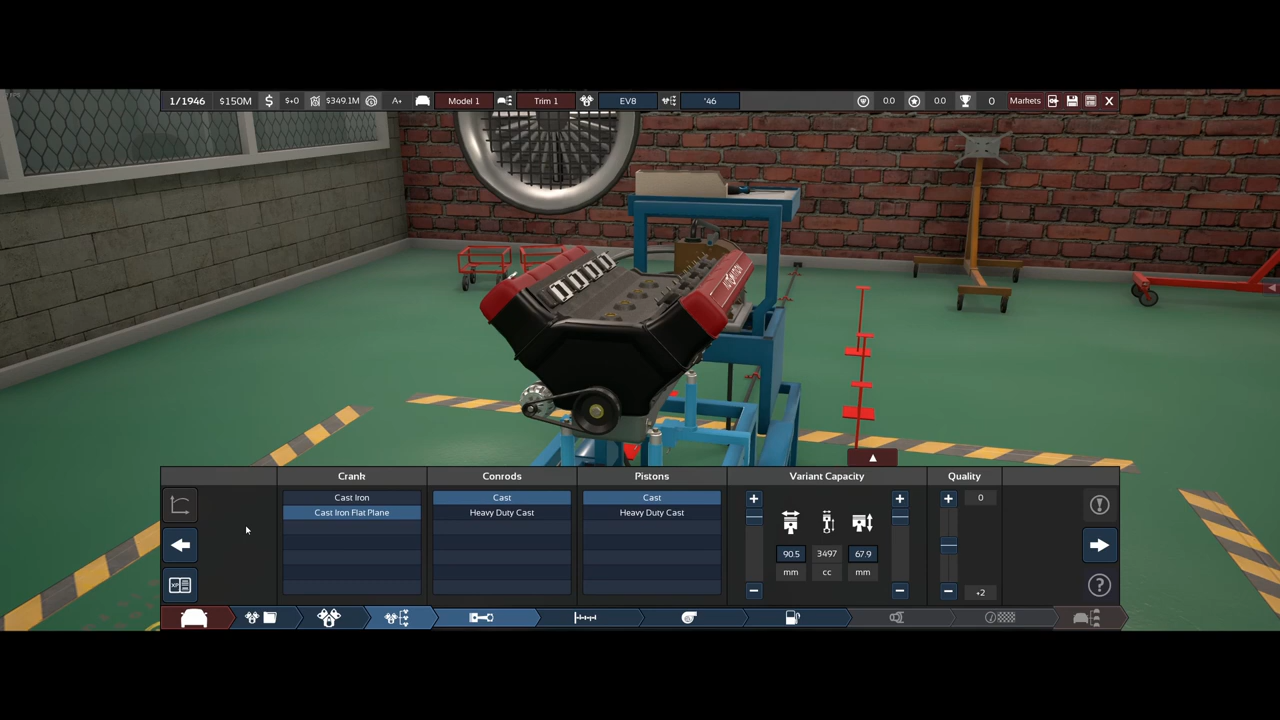 1/1946 $150M $+0 $349.1M A+ Model 1 Trim 1 EV8 '46 0.0 0.0 0 Markets
Crank Conrods Pistons Variant Capacity Quality
Cast Iron Cast Cast 0
Cast Iron Flat Plane Heavy Duty Cast Heavy Duty Cast
90.5 3497 67.9
mm cc mm
+2